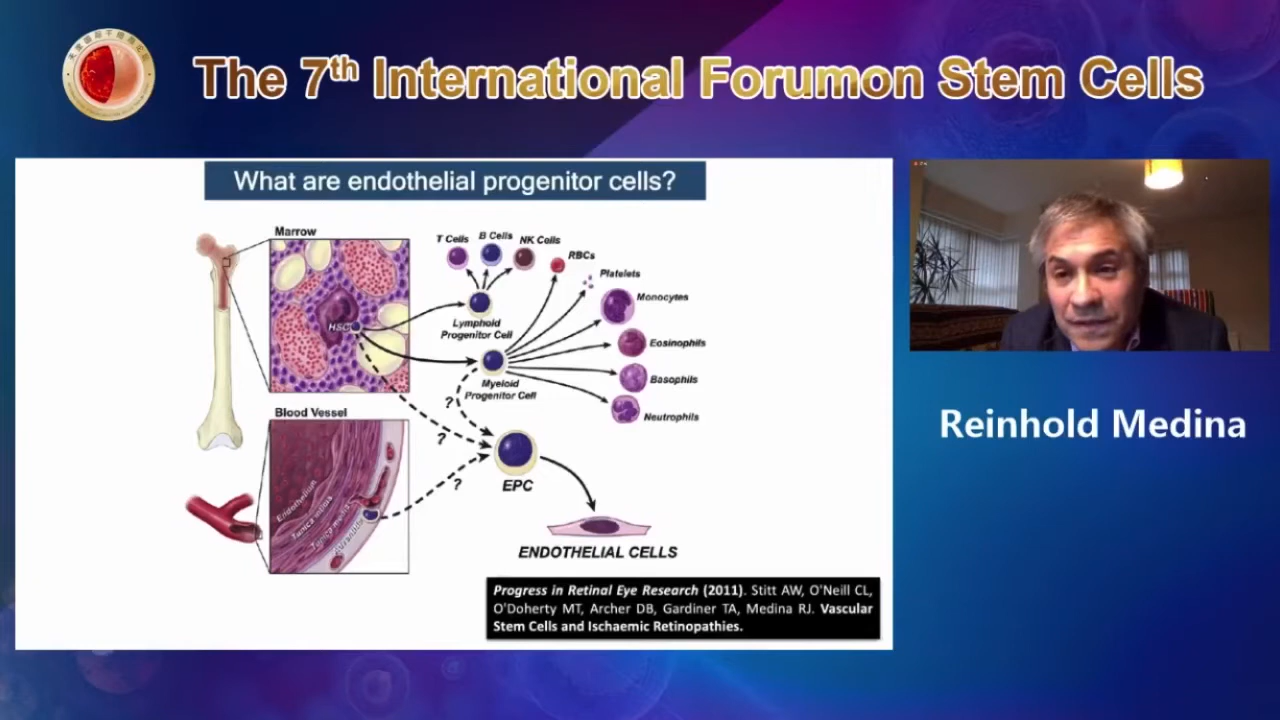 The 7th International Forumon Stem Cells
What are endothelial progenitor cells?
Marrow
HSC
T Cells
B Cells
NK Cells
RBCs
Platelets
Monocytes
Eosinophils
Basophils
Neutrophils
Lymphoid
Progenitor Cell
Myeloid
Progenitor Cell
?
?
?
Blood Vessel
Endothelium
Tunica intima
Tunica media
Adventitia
EPC
ENDOTHELIAL CELLS
Progress in Retinal Eye Research (2011). Stitt AW, O'Neill CL,
O'Doherty MT, Archer DB, Gardiner TA, Medina RJ. Vascular
Stem Cells and Ischaemic Retinopathies.
Reinhold Medina